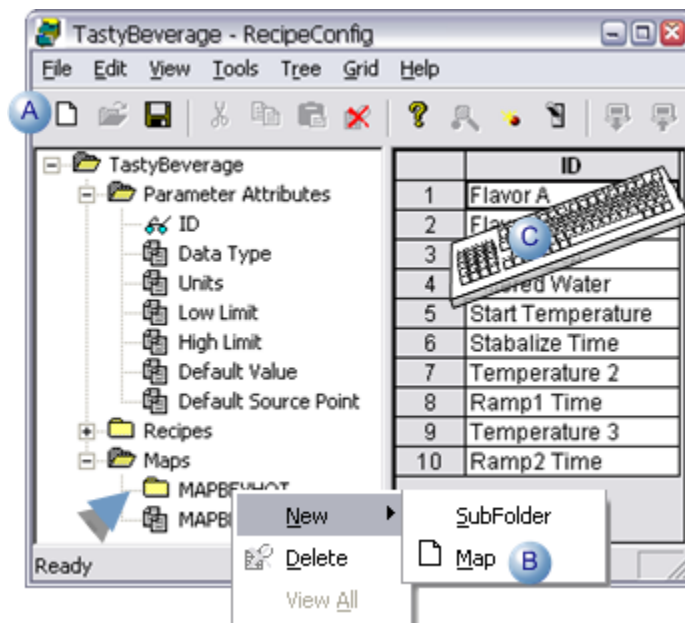 TastyBeverage - RecipeConfig
File Edit View Tools Tree Grid Help
A
TastyBeverage
Parameter Attributes
ID
Data Type
Units
Low Limit
High Limit
Default Value
Default Source Point
Recipes
Maps
MAPBEVHOT
ID
1 Flavor A
2
3 C
4 Water
5 Start Temperature
6 Stabalize Time
7 Temperature 2
8 Ramp1 Time
9 Temperature 3
10 Ramp2 Time
New
Delete
View All
SubFolder
Map B
Ready